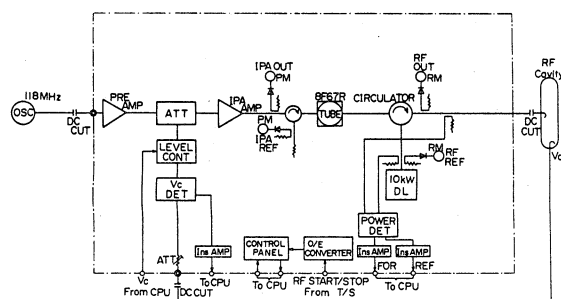 118MHz
OSC
DC
CUT
PRE
AMP
ATT
IPA
AMP
IPA OUT
PM
PM
IPA
REF
8F67R
TUBE
CIRCULATOR
RF
OUT
RM
RF
Cavity
DC
CUT
Vc
LEVEL
CONT
Vc
DET
RM
RF
REF
10kW
DL
POWER
DET
ATT
Ins AMP
CONTROL
PANEL
O/E
CONVERTER
Ins AMP
Ins AMP
FOR
REF
Vc
From CPU
DC CUT
To CPU
To CPU
RF START/STOP
From T/S
To CPU